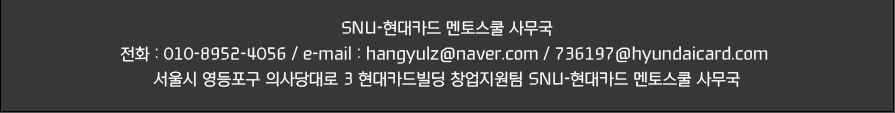 SNU-현대카드 멘토스쿨 사무국
전화 : 010-8952-4056 / e-mail : hangyulz@naver.com / 736197@hyundaicard.com
서울시 영등포구 의사당대로 3 현대카드빌딩 창업지원팀 SNU-현대카드 멘토스쿨 사무국